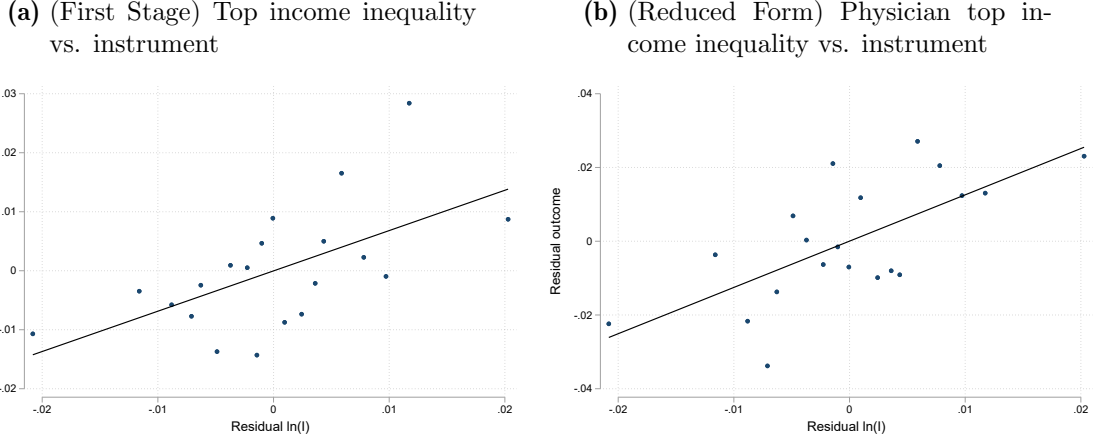 (a) (First Stage) Top income inequality
vs. instrument
.03
.02
.01
0
-.01
-.02
-.02 -.01 0 .01 .02
Residual ln(I)
(b) (Reduced Form) Physician top in-
come inequality vs. instrument
Residual outcome
.04
.02
0
-.02
-.04
-.02 -.01 0 .01 .02
Residual ln(I)